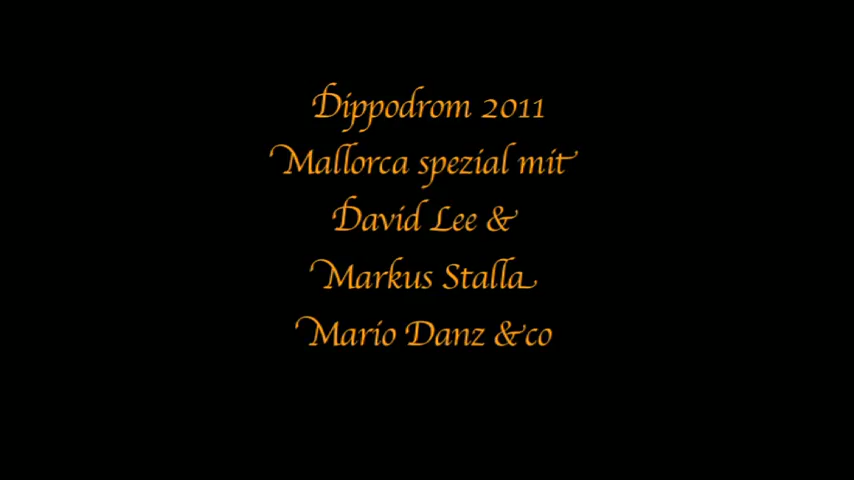 Dippodrom 2011
Mallorca spezial mit
David Lee &
Markus Stalla
Mario Danz &co